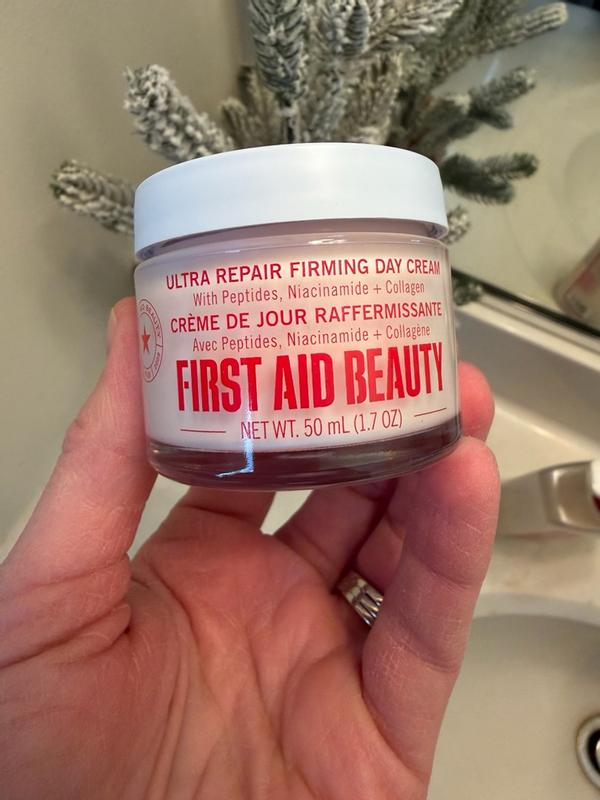 ULTRA REPAIR FIRMING DAY CREAM
With Peptides, Niacinamide + Collagen
CRÈME DE JOUR RAFFERMISSANTE
Avec Peptides, Niacinamide + Collagène
FIRST AID BEAUTY
NET WT. 50 mL (1.7 OZ)